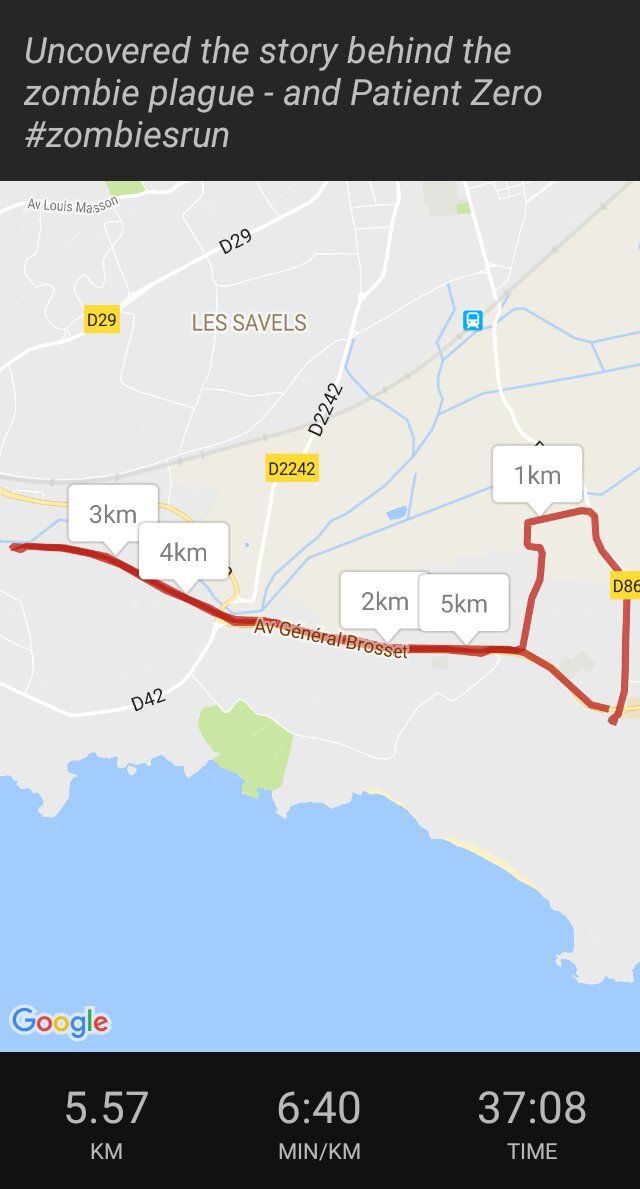 Uncovered the story behind the
zombie plague - and Patient Zero
#zombiesrun
Av Louis Masson
D29
D29
LES SAVELS
D2242
D2242
1km
3km
4km
2km
5km
D86
Av Général Brosset
D42
Google
5.57
6:40
37:08
KM
MIN/KM
TIME